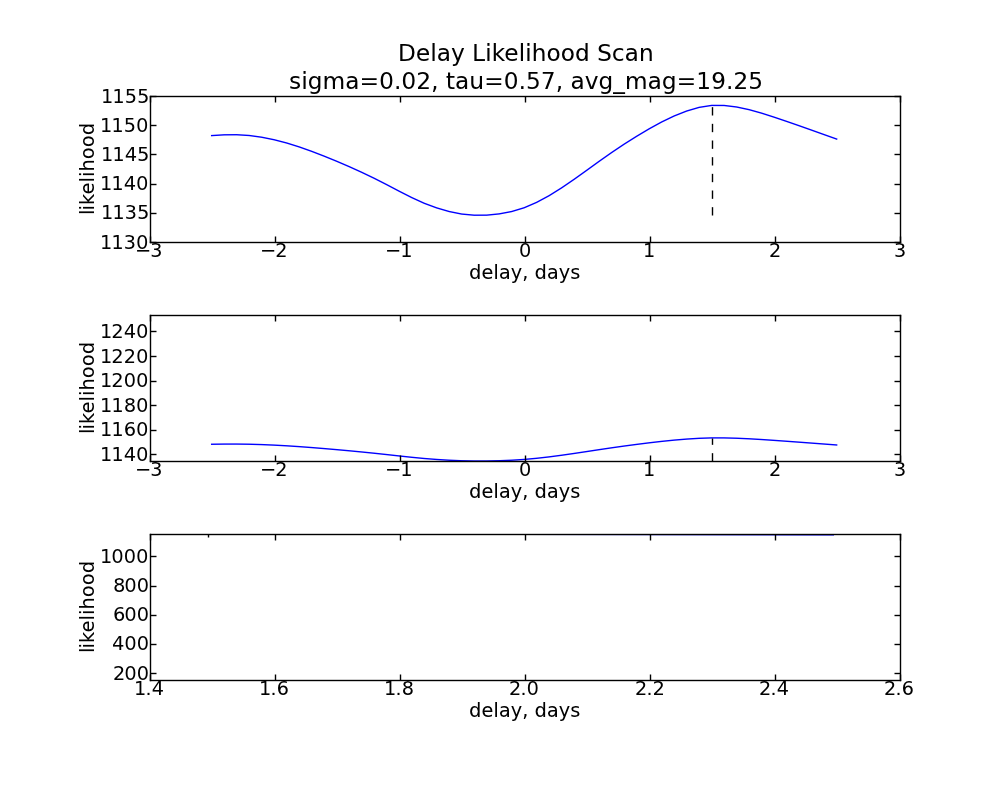 Delay Likelihood Scan
sigma=0.02, tau=0.57, avg_mag=19.25
1155
1150
1145
1140
1135
1130
likelihood
−3 −2 −1 0 1 2 3
delay, days
1240
1220
1200
1180
1160
1140
likelihood
−3 −2 −1 0 1 2 3
delay, days
1000
800
600
400
200
likelihood
1.4 1.6 1.8 2.0 2.2 2.4 2.6
delay, days